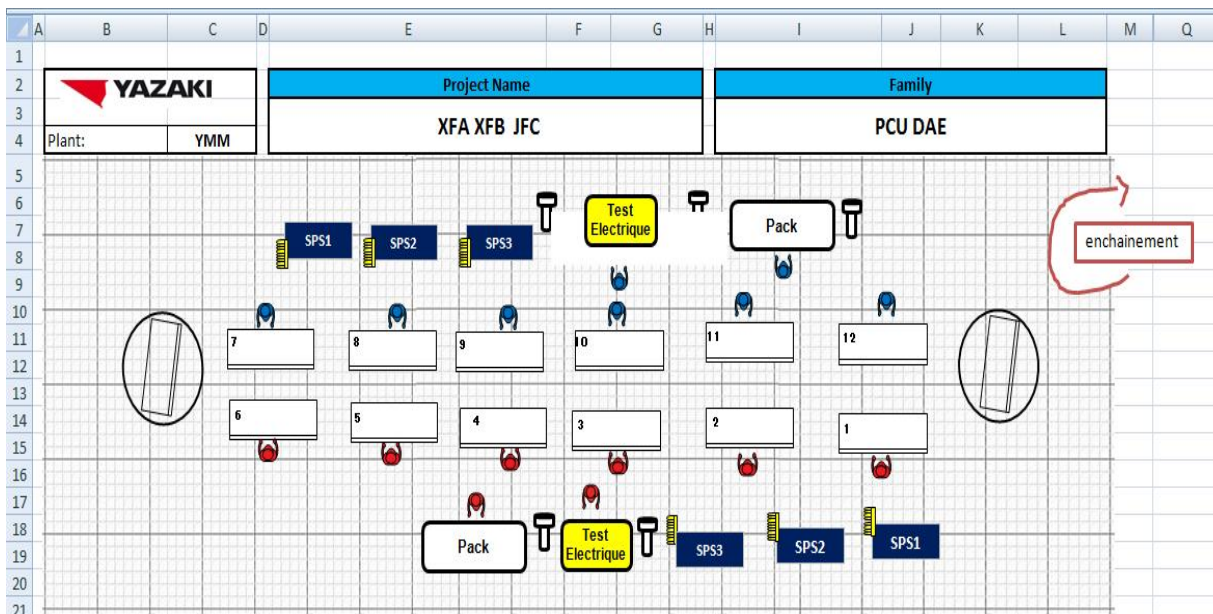 A B C D E F G H I J K L M Q
1
2 YAZAKI Project Name Family
3
4 Plant: YMM XFA XFB JFC PCU DAE
5
6
7 SPS1 SPS2 SPS3 Test Electrique Pack enchainement
8
9
10
11 7 8 9 10 11 12
12
13
14 6 5 4 3 2 1
15
16
17
18 Pack Test Electrique SPS3 SPS2 SPS1
19
20
21